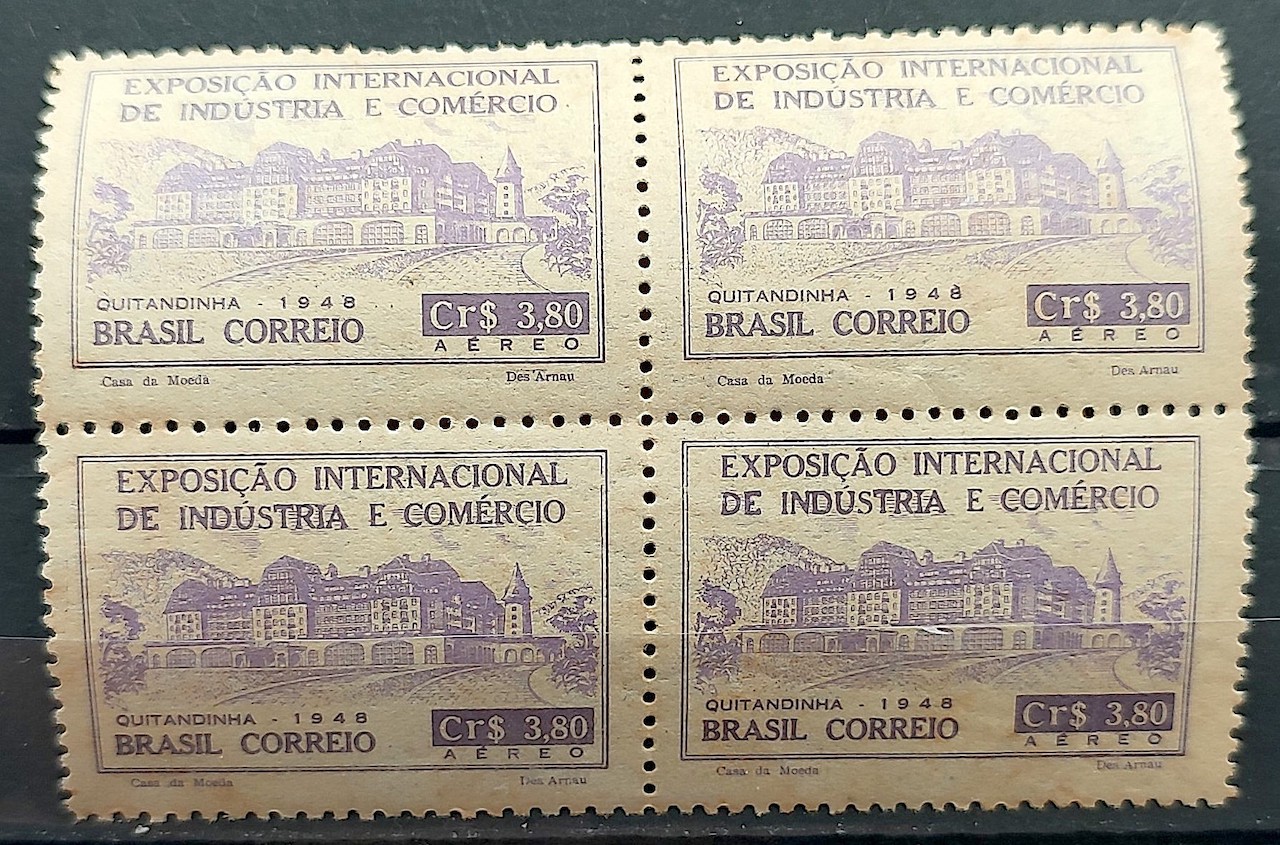 EXPOSIÇÃO INTERNACIONAL
DE INDÚSTRIA E COMÉRCIO
QUITANDINHA - 1948
BRASIL CORREIO
Cr$ 3,80
AÉREO
Casa da Moeda
Des Arnau
EXPOSIÇÃO INTERNACIONAL
DE INDÚSTRIA E COMÉRCIO
QUITANDINHA - 1948
BRASIL CORREIO
Cr$ 3,80
AÉREO
Casa da Moeda
Des Arnau
EXPOSIÇÃO INTERNACIONAL
DE INDÚSTRIA E COMÉRCIO
QUITANDINHA - 1948
BRASIL CORREIO
Cr$ 3,80
AÉREO
Casa da Moeda
Des Arnau
EXPOSIÇÃO INTERNACIONAL
DE INDÚSTRIA E COMÉRCIO
QUITANDINHA - 1948
BRASIL CORREIO
Cr$ 3,80
AÉREO
Casa da Moeda
Des Arnau